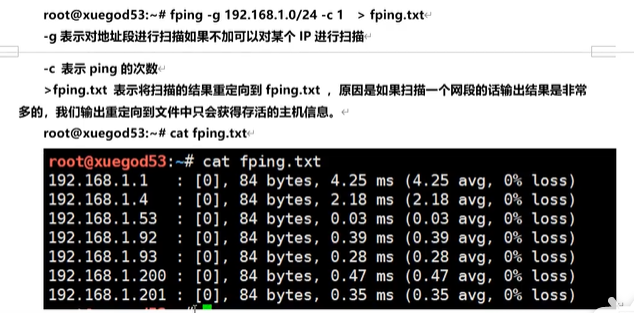 root@xuegod53:~# fping -g 192.168.1.0/24 -c 1 > fping.txt
-g 表示对地址段进行扫描如果不加可以对某个 IP 进行扫描
-c 表示 ping 的次数
>fping.txt 表示将扫描的结果重定向到 fping.txt ，原因是如果扫描一个网段的话输出结果是非常
多的，我们输出重定向到文件中只会获得存活的主机信息。
root@xuegod53:~# cat fping.txt
root@xuegod53:~# cat fping.txt
192.168.1.1 : [0], 84 bytes, 4.25 ms (4.25 avg, 0% loss)
192.168.1.4 : [0], 84 bytes, 2.18 ms (2.18 avg, 0% loss)
192.168.1.53 : [0], 84 bytes, 0.03 ms (0.03 avg, 0% loss)
192.168.1.92 : [0], 84 bytes, 0.39 ms (0.39 avg, 0% loss)
192.168.1.93 : [0], 84 bytes, 0.28 ms (0.28 avg, 0% loss)
192.168.1.200 : [0], 84 bytes, 0.47 ms (0.47 avg, 0% loss)
192.168.1.201 : [0], 84 bytes, 0.35 ms (0.35 avg, 0% loss)